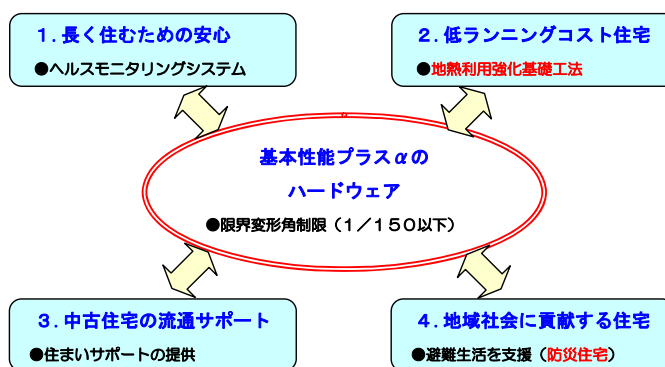 1.長く住むための安心
●ヘルスモニタリングシステム
2.低ランニングコスト住宅
●地熱利用強化基礎工法
基本性能プラスαの
ハードウェア
●限界変形角制限(1/150以下)
3.中古住宅の流通サポート
●住まいサポートの提供
4.地域社会に貢献する住宅
●避難生活を支援(防災住宅)